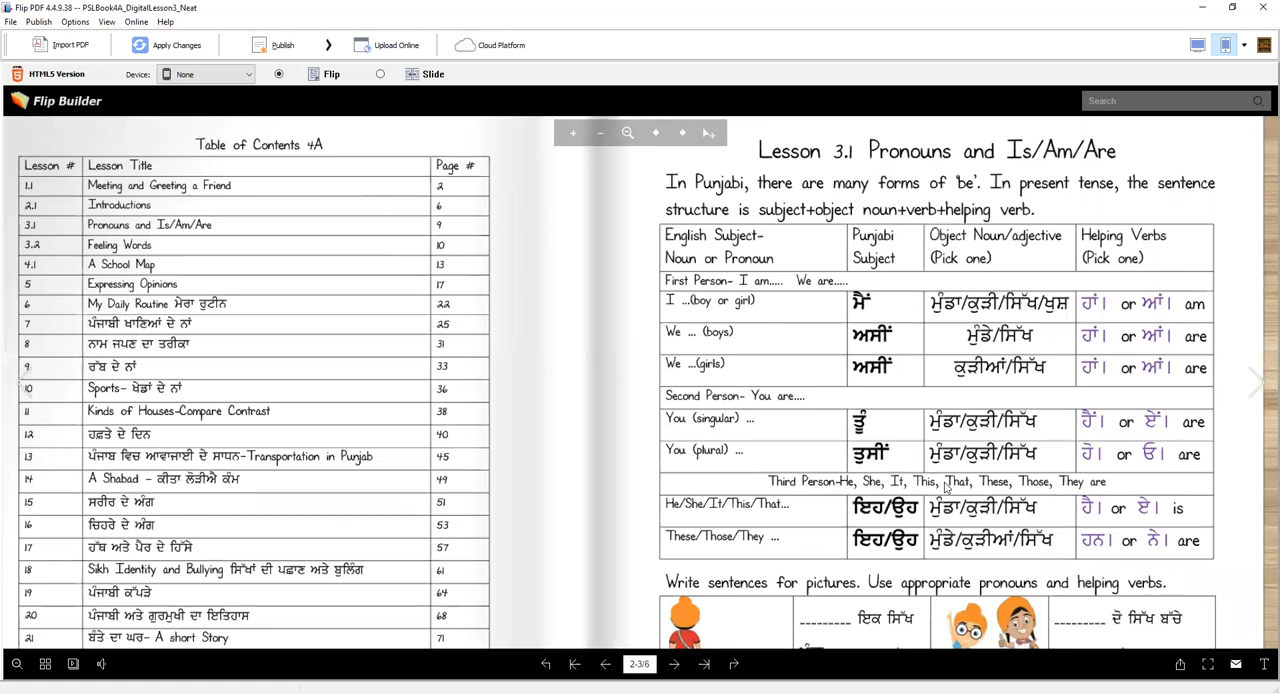 Flip PDF 4.4.9.38 -- PSLBook4A_DigitalLesson3_Neat
File Publish Options View Online Help
Import PDF Apply Changes Publish Upload Online Cloud Platform
HTML5 Version Device: None Flip Slide
Flip Builder Search
Table of Contents 4A
Lesson # Lesson Title Page #
1.1 Meeting and Greeting a Friend 2
2.1 Introductions 6
3.1 Pronouns and Is/Am/Are 9
3.2 Feeling Words 10
4.1 A School Map 13
5 Expressing Opinions 17
6 My Daily Routine ਮੇਰਾ ਰੁਟੀਨ 22
7 ਪੰਜਾਬੀ ਖਾਣਿਆਂ ਦੇ ਨਾਂ 25
8 ਨਾਮ ਜਪਣ ਦਾ ਤਰੀਕਾ 31
9 ਰੱਬ ਦੇ ਨਾਂ 33
10 Sports- ਖੇਡਾਂ ਦੇ ਨਾਂ 36
11 Kinds of Houses-Compare Contrast 38
12 ਹਫ਼ਤੇ ਦੇ ਦਿਨ 40
13 ਪੰਜਾਬ ਵਿਚ ਆਵਾਜਾਈ ਦੇ ਸਾਧਨ-Transportation in Punjab 45
14 A Shabad - ਕੀਤਾ ਲੋੜੀਐ ਕੰਮ 49
15 ਸਰੀਰ ਦੇ ਅੰਗ 51
16 ਚਿਹਰੇ ਦੇ ਅੰਗ 53
17 ਹੱਥ ਅਤੇ ਪੈਰ ਦੇ ਹਿੱਸੇ 57
18 Sikh Identity and Bullying ਸਿੱਖਾਂ ਦੀ ਪਛਾਣ ਅਤੇ ਬੁਲਿੰਗ 61
19 ਪੰਜਾਬੀ ਕੱਪੜੇ 64
20 ਪੰਜਾਬੀ ਅਤੇ ਗੁਰਮੁਖੀ ਦਾ ਇਤਿਹਾਸ 68
21 ਬੰਤੇ ਦਾ ਘਰ- A short Story 71
Lesson 3.1 Pronouns and Is/Am/Are
In Punjabi, there are many forms of 'be'. In present tense, the sentence
structure is subject+object noun+verb+helping verb.
English Subject- Punjabi Object Noun/adjective Helping Verbs
Noun or Pronoun Subject (Pick one) (Pick one)
First Person- I am..... We are.....
I ...(boy or girl) ਮੈਂ ਮੁੰਡਾ/ਕੁੜੀ/ਸਿੱਖ/ਖੁਸ਼ ਹਾਂ। or ਆਂ। am
We ... (boys) ਅਸੀਂ ਮੁੰਡੇ/ਸਿੱਖ ਹਾਂ। or ਆਂ। are
We ...(girls) ਅਸੀਂ ਕੁੜੀਆਂ/ਸਿੱਖ ਹਾਂ। or ਆਂ। are
Second Person- You are....
You (singular) ... ਤੂੰ ਮੁੰਡਾ/ਕੁੜੀ/ਸਿੱਖ ਹੈਂ। or ਏਂ। are
You (plural) ... ਤੁਸੀਂ ਮੁੰਡਾ/ਕੁੜੀ/ਸਿੱਖ ਹੋ। or ਓ। are
Third Person-He, She, It, This, That, These, Those, They are
He/She/It/This/That... ਇਹ/ਉਹ ਮੁੰਡਾ/ਕੁੜੀ/ਸਿੱਖ ਹੈ। or ਏ। is
These/Those/They ... ਇਹ/ਉਹ ਮੁੰਡੇ/ਕੁੜੀਆਂ/ਸਿੱਖ ਹਨ। or ਨੇ। are
Write sentences for pictures. Use appropriate pronouns and helping verbs.
--------- ਇਕ ਸਿੱਖ --------- ਦੋ ਸਿੱਖ ਬੱਚੇ
2-3/6